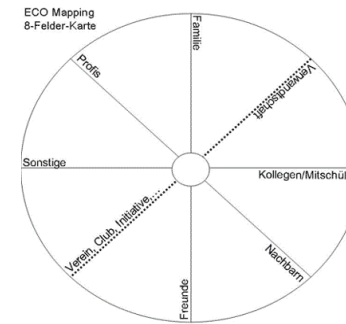 ECO Mapping
8-Felder-Karte
Familie
Profis
Verwandtschaft
Sonstige
Kollegen/Mitschül
Verein, Club, Initiative,...
Nachbarn
Freunde